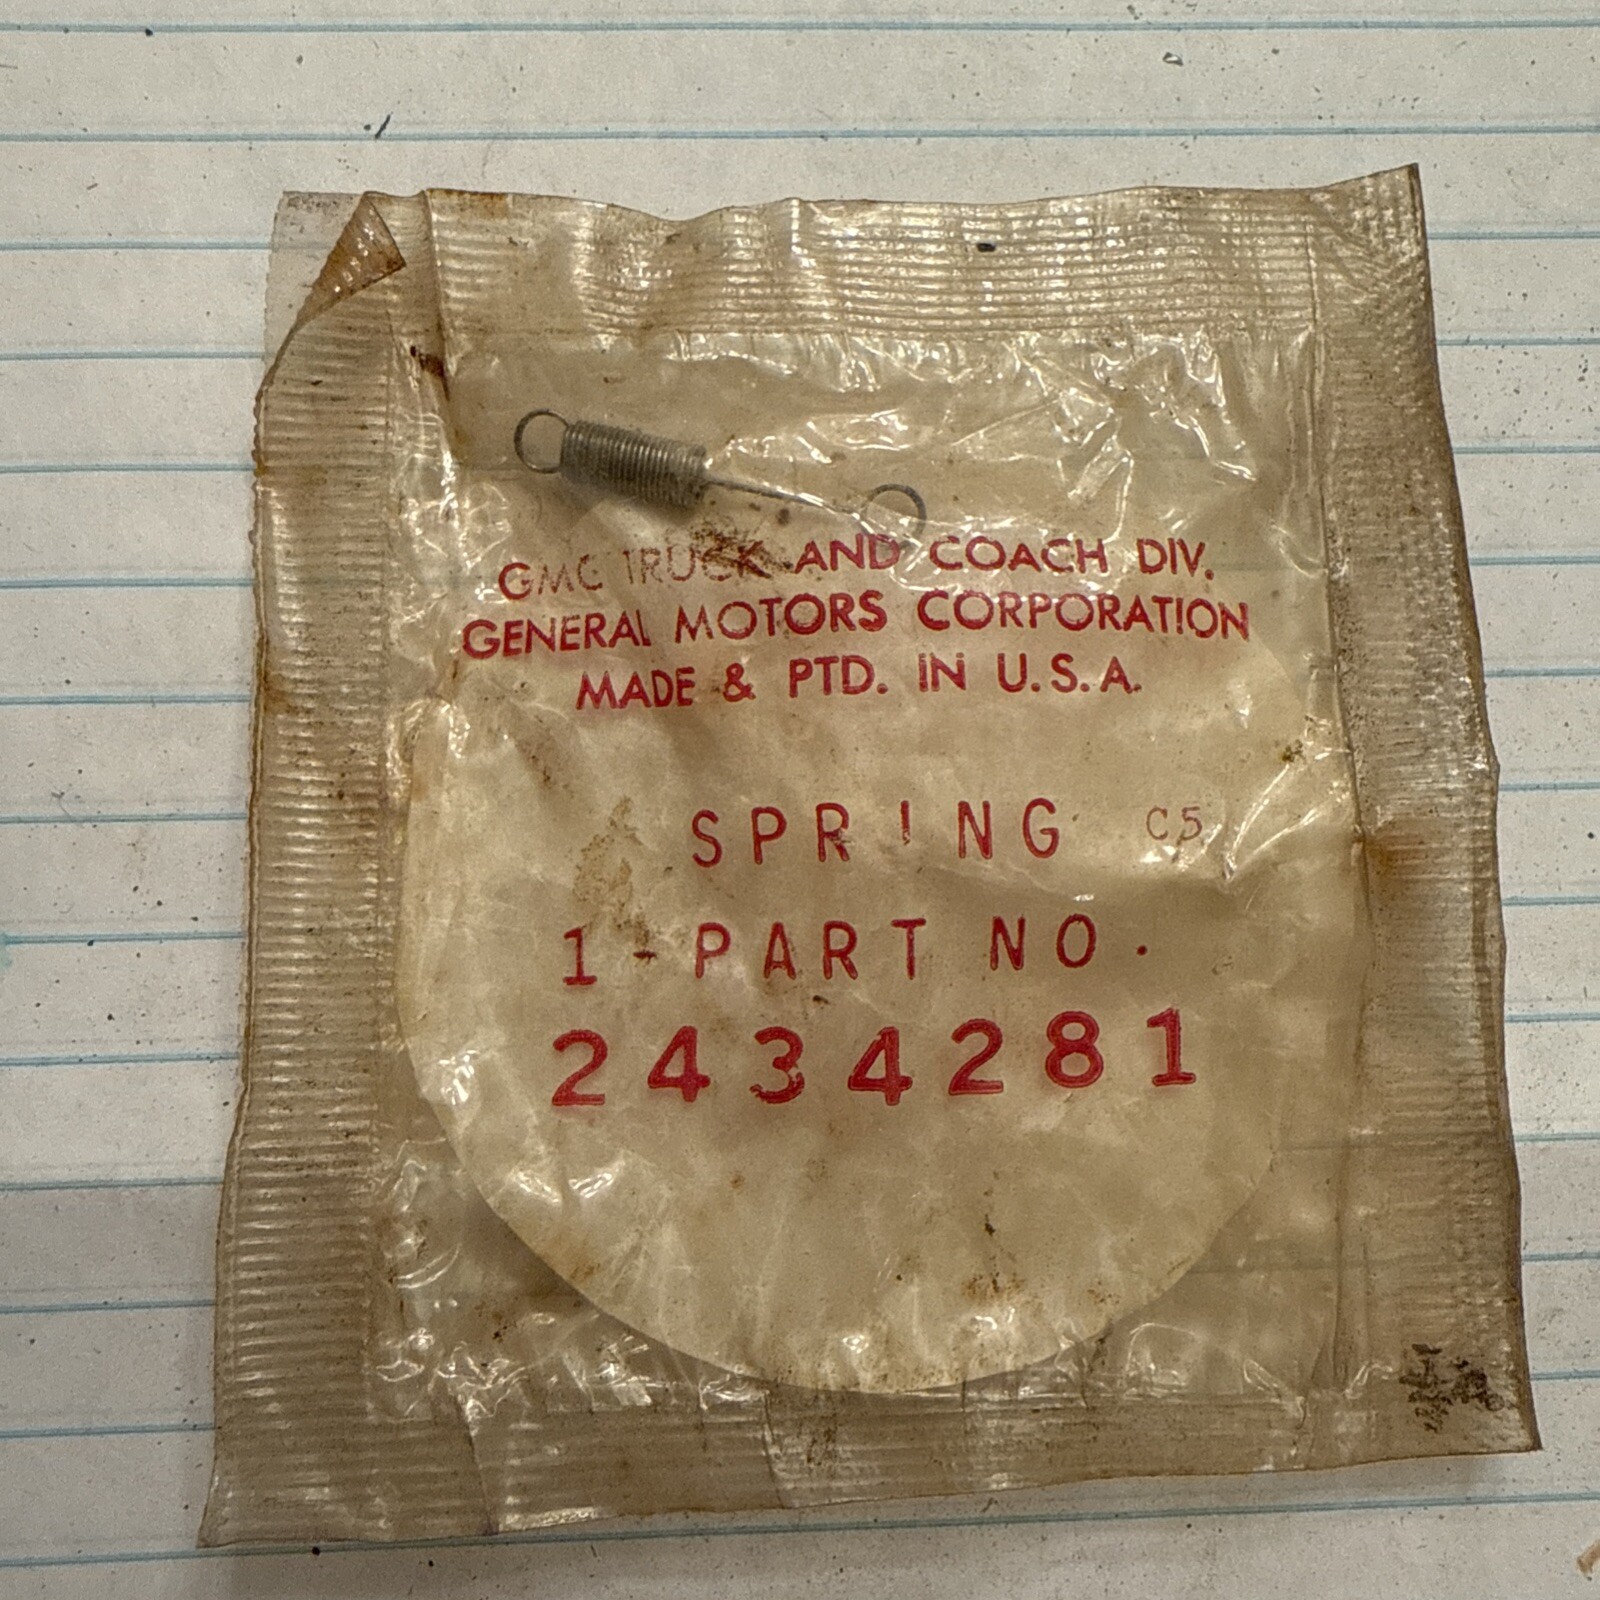 GMC TRUCK AND COACH DIV.
GENERAL MOTORS CORPORATION
MADE & PTD. IN U.S.A.
SPRING C5
1-PART NO.
2434281